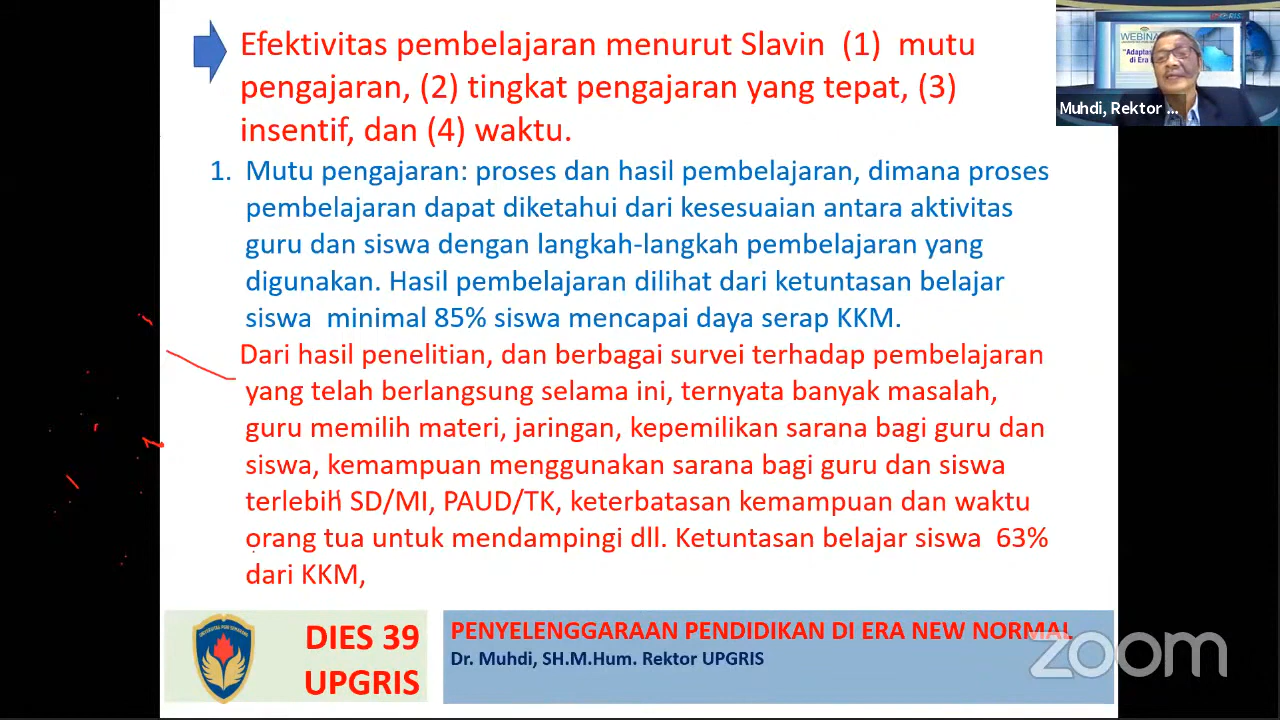 Efektivitas pembelajaran menurut Slavin (1) mutu
pengajaran, (2) tingkat pengajaran yang tepat, (3)
insentif, dan (4) waktu.
1. Mutu pengajaran: proses dan hasil pembelajaran, dimana proses
pembelajaran dapat diketahui dari kesesuaian antara aktivitas
guru dan siswa dengan langkah-langkah pembelajaran yang
digunakan. Hasil pembelajaran dilihat dari ketuntasan belajar
siswa minimal 85% siswa mencapai daya serap KKM.
Dari hasil penelitian, dan berbagai survei terhadap pembelajaran
yang telah berlangsung selama ini, ternyata banyak masalah,
guru memilih materi, jaringan, kepemilikan sarana bagi guru dan
siswa, kemampuan menggunakan sarana bagi guru dan siswa
terlebih SD/MI, PAUD/TK, keterbatasan kemampuan dan waktu
orang tua untuk mendampingi dll. Ketuntasan belajar siswa 63%
dari KKM,
DIES 39
UPGRIS
PENYELENGGARAAN PENDIDIKAN DI ERA NEW NORMAL
Dr. Muhdi, SH.M.Hum. Rektor UPGRIS
zoom
WEBINA
"Adaptas
di Era
Muhdi, Rektor ...